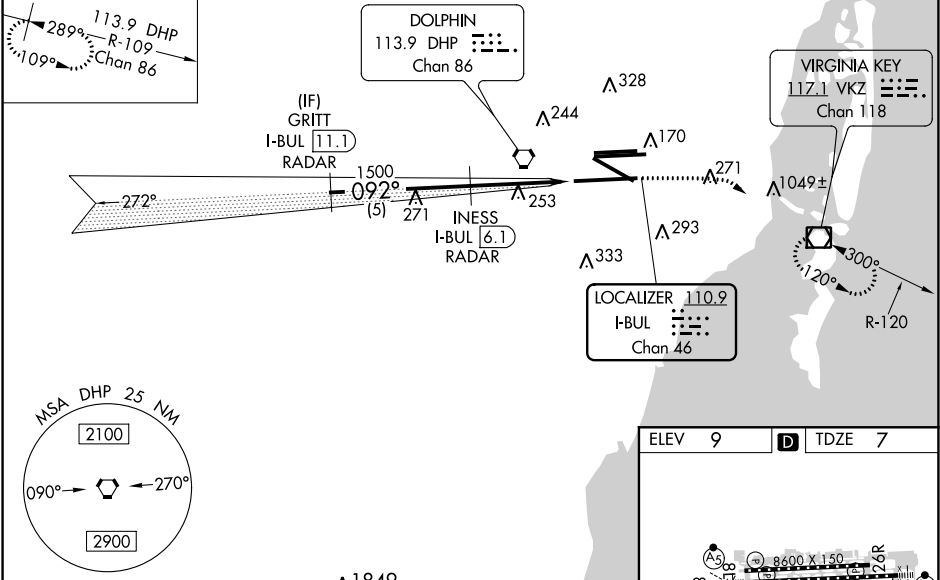 113.9 DHP
289°
R-109
109°
Chan 86
DOLPHIN
113.9 DHP
Chan 86
328
VIRGINIA KEY
117.1 VKZ
Chan 118
(IF)
GRITT
I-BUL 11.1
RADAR
244
170
1500
092°
(5)
272°
271
253
271
1049±
INESS
I-BUL 6.1
RADAR
293
333
300°
120°
R-120
LOCALIZER 110.9
I-BUL
Chan 46
MSA DHP 25 NM
2100
090°
270°
2900
ELEV 9 D TDZE 7
A5
P
8600 X 150
26R
P
8
1849